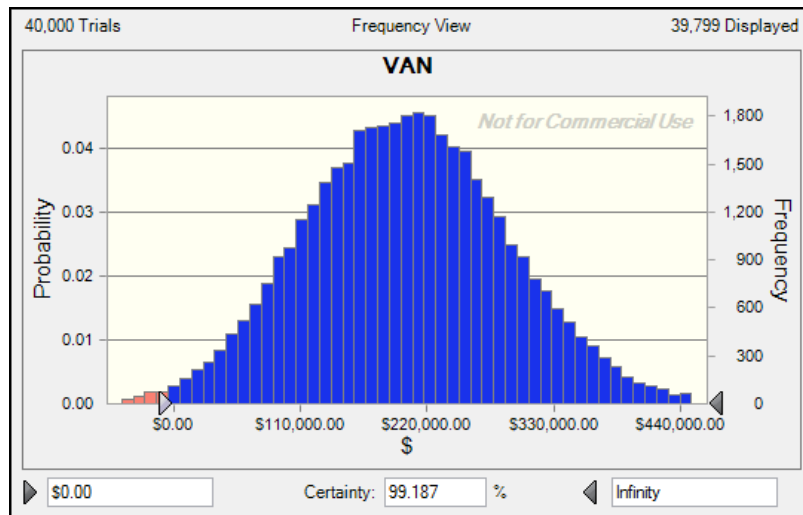 40,000 Trials Frequency View 39,799 Displayed
VAN
Not for Commercial Use
Probability
0.04
0.03
0.02
0.01
0.00
1,800
1,500
1,200
900
600
300
0
Frequency
$0.00 $110,000.00 $220,000.00 $330,000.00 $440,000.00
$
$0.00 Certainty: 99.187 % Infinity